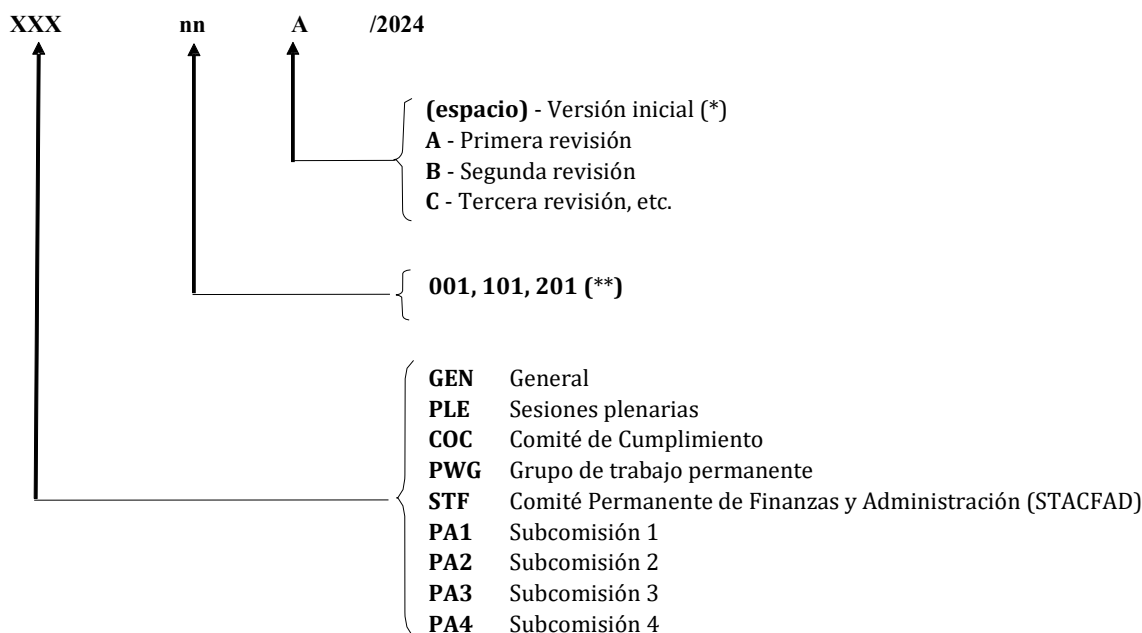 XXX nn A /2024
(espacio) - Versión inicial (*)
A - Primera revisión
B - Segunda revisión
C - Tercera revisión, etc.
001, 101, 201 (**)
GEN General
PLE Sesiones plenarias
COC Comité de Cumplimiento
PWG Grupo de trabajo permanente
STF Comité Permanente de Finanzas y Administración (STACFAD)
PA1 Subcomisión 1
PA2 Subcomisión 2
PA3 Subcomisión 3
PA4 Subcomisión 4